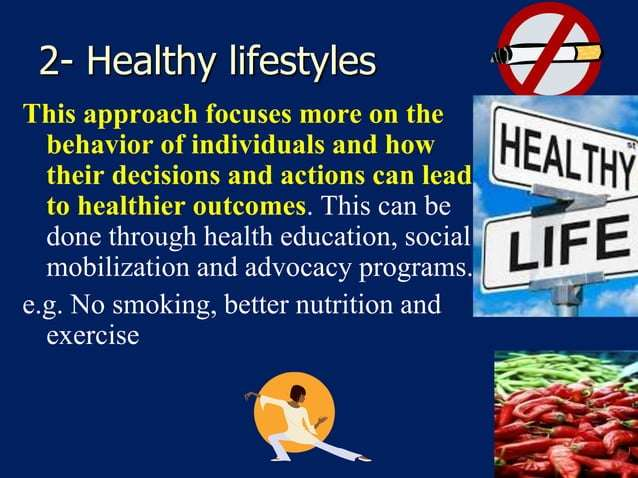 2- Healthy lifestyles
This approach focuses more on the
behavior of individuals and how
their decisions and actions can lead
to healthier outcomes. This can be
done through health education, social
mobilization and advocacy programs.
e.g. No smoking, better nutrition and
exercise
HEALTHY st
LIFE